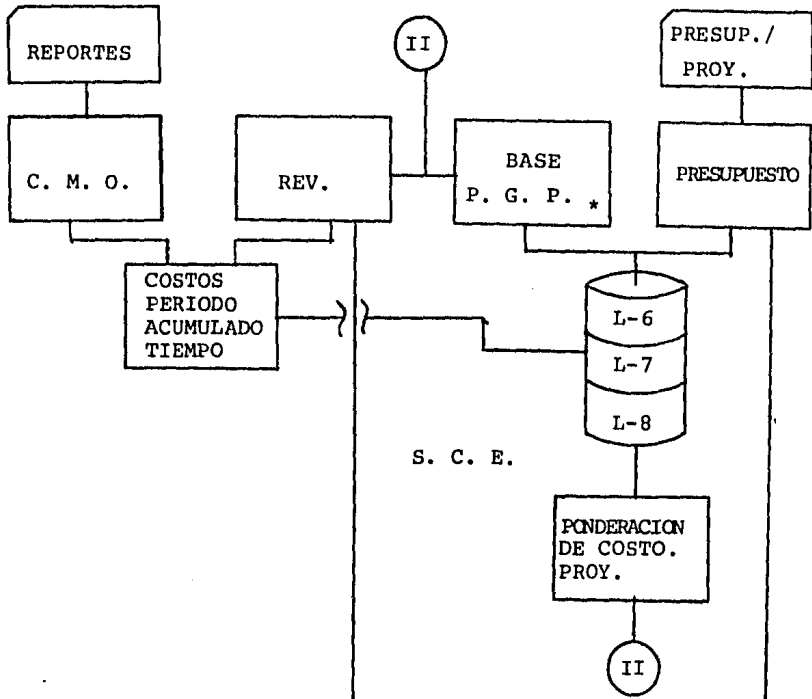 REPORTES
II
PRESUP./
PROY.
C. M. O.
REV.
BASE
P. G. P. *
PRESUPUESTO
COSTOS
PERIODO
ACUMULADO
TIEMPO
L-6
L-7
L-8
S. C. E.
PONDERACION
DE COSTO.
PROY.
II